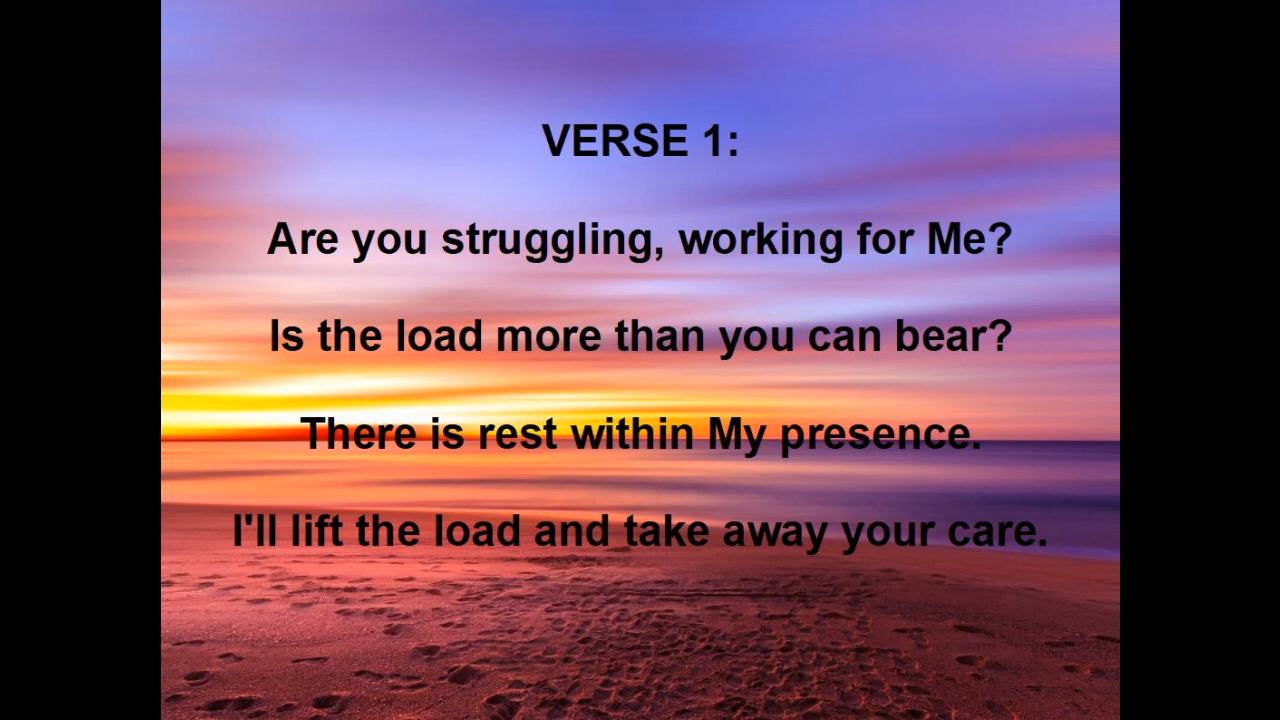 VERSE 1:
Are you struggling, working for Me?
Is the load more than you can bear?
There is rest within My presence.
I'll lift the load and take away your care.